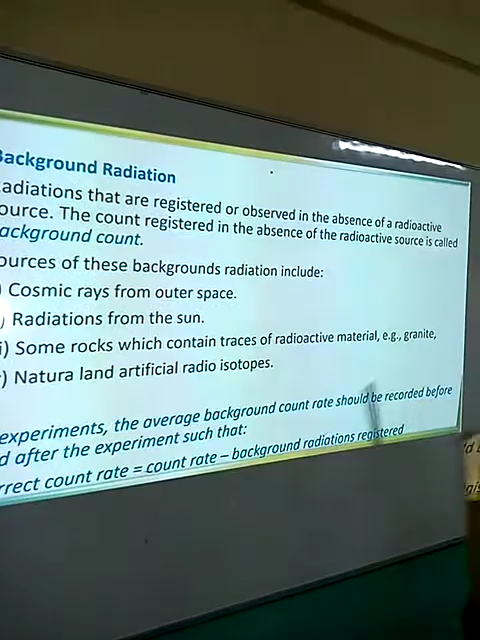 Background Radiation
adiations that are registered or observed in the absence of a radioactive
ource. The count registered in the absence of the radioactive source is called
ackground count.
ources of these backgrounds radiation include:
) Cosmic rays from outer space.
) Radiations from the sun.
i) Some rocks which contain traces of radioactive material, e.g., granite,
) Natura land artificial radio isotopes.
experiments, the average background count rate should be recorded before
d after the experiment such that:
rrect count rate = count rate – background radiations registered